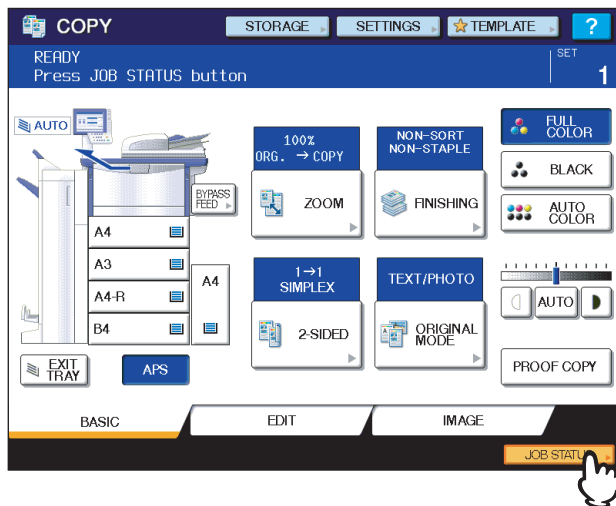 COPY
STORAGE
SETTINGS
TEMPLATE
?
READY
Press JOB STATUS button
SET
1
AUTO
BYPASS
FEED
A4
A3
A4-R
B4
A4
EXIT
TRAY
APS
100%
ORG. → COPY
ZOOM
NON-SORT
NON-STAPLE
FINISHING
1→1
SIMPLEX
2-SIDED
TEXT/PHOTO
ORIGINAL
MODE
FULL
COLOR
BLACK
AUTO
COLOR
AUTO
PROOF COPY
BASIC
EDIT
IMAGE
JOB STATUS